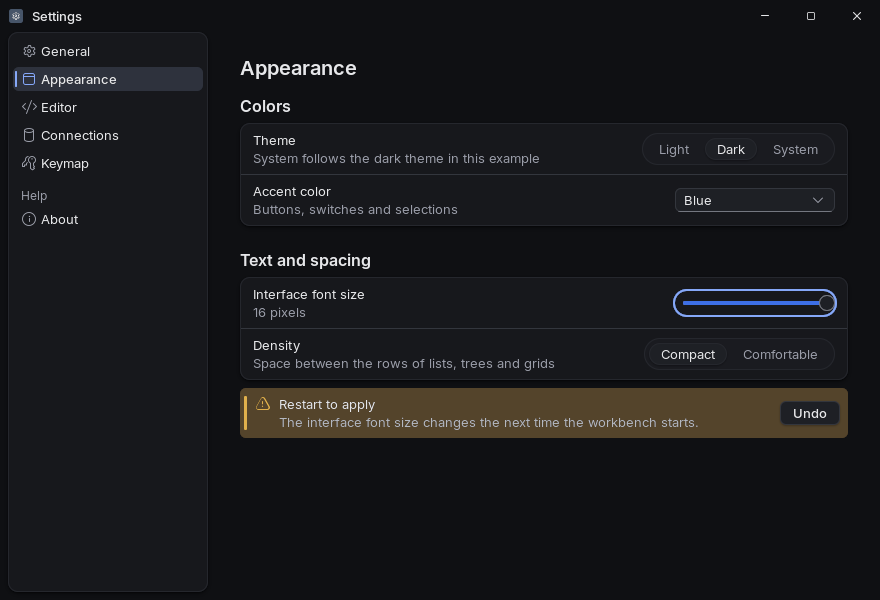 Settings
General
Appearance
Editor
Connections
Keymap
Help
About
Appearance
Colors
Theme
System follows the dark theme in this example
Light
Dark
System
Accent color
Buttons, switches and selections
Blue
Text and spacing
Interface font size
16 pixels
Density
Space between the rows of lists, trees and grids
Compact
Comfortable
Restart to apply
The interface font size changes the next time the workbench starts.
Undo